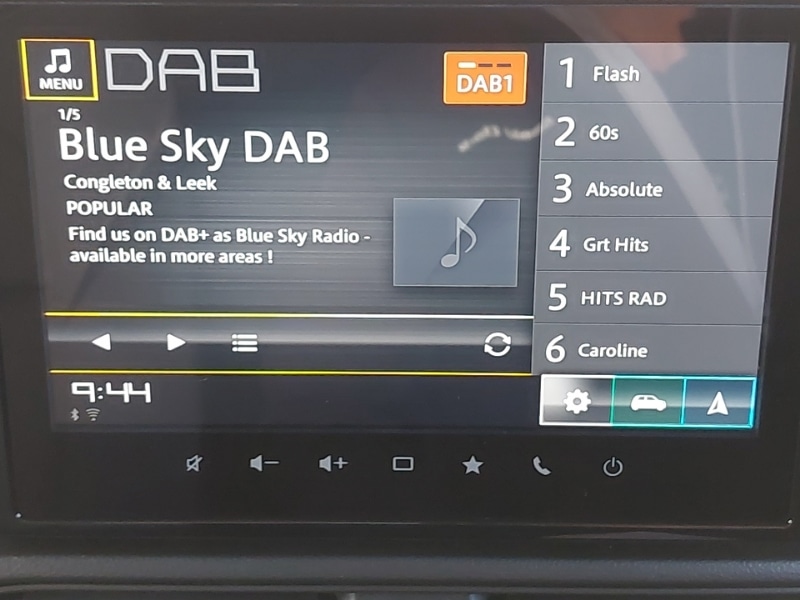 MENU
DAB
DAB1
1/5
Blue Sky DAB
Congleton & Leek
POPULAR
Find us on DAB+ as Blue Sky Radio -
available in more areas !
1 Flash
2 60s
3 Absolute
4 Grt Hits
5 HITS RAD
6 Caroline
9:44